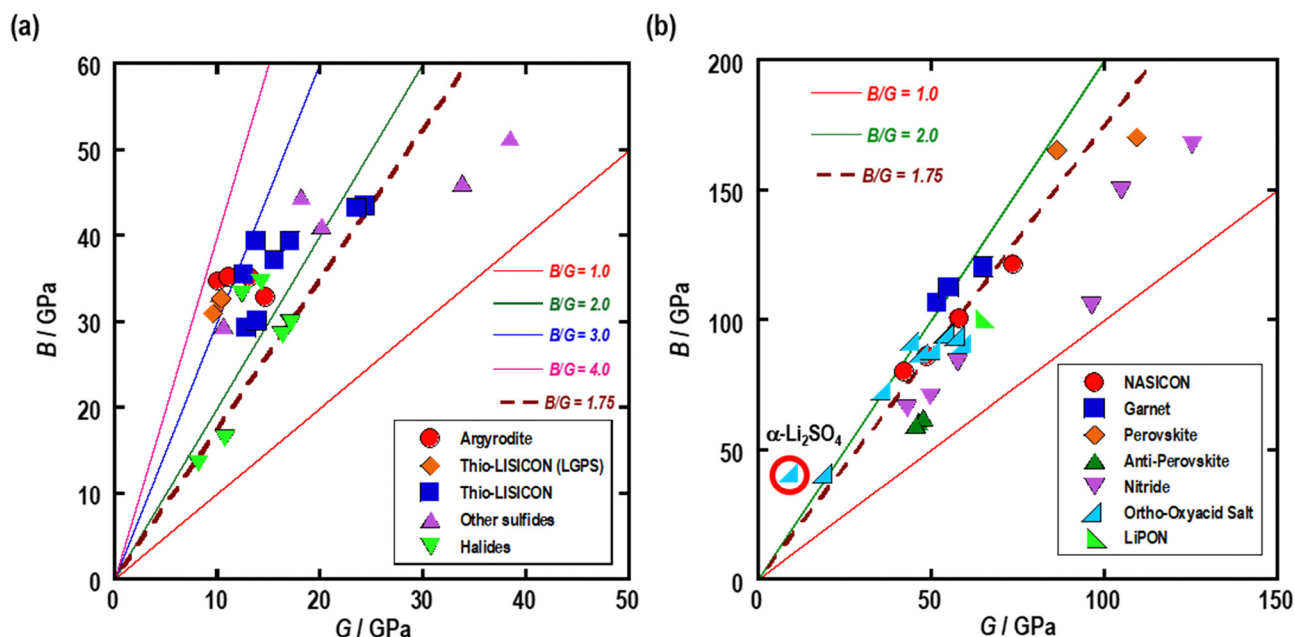 (a)
60
50
40
30
20
10
0
B / GPa
0 10 20 30 40 50
G / GPa
B/G = 1.0
B/G = 2.0
B/G = 3.0
B/G = 4.0
B/G = 1.75
Argyrodite
Thio-LISICON (LGPS)
Thio-LISICON
Other sulfides
Halides
(b)
200
150
100
50
0
B / GPa
0 50 100 150
G / GPa
B/G = 1.0
B/G = 2.0
B/G = 1.75
α-Li₂SO₄
NASICON
Garnet
Perovskite
Anti-Perovskite
Nitride
Ortho-Oxyacid Salt
LiPON